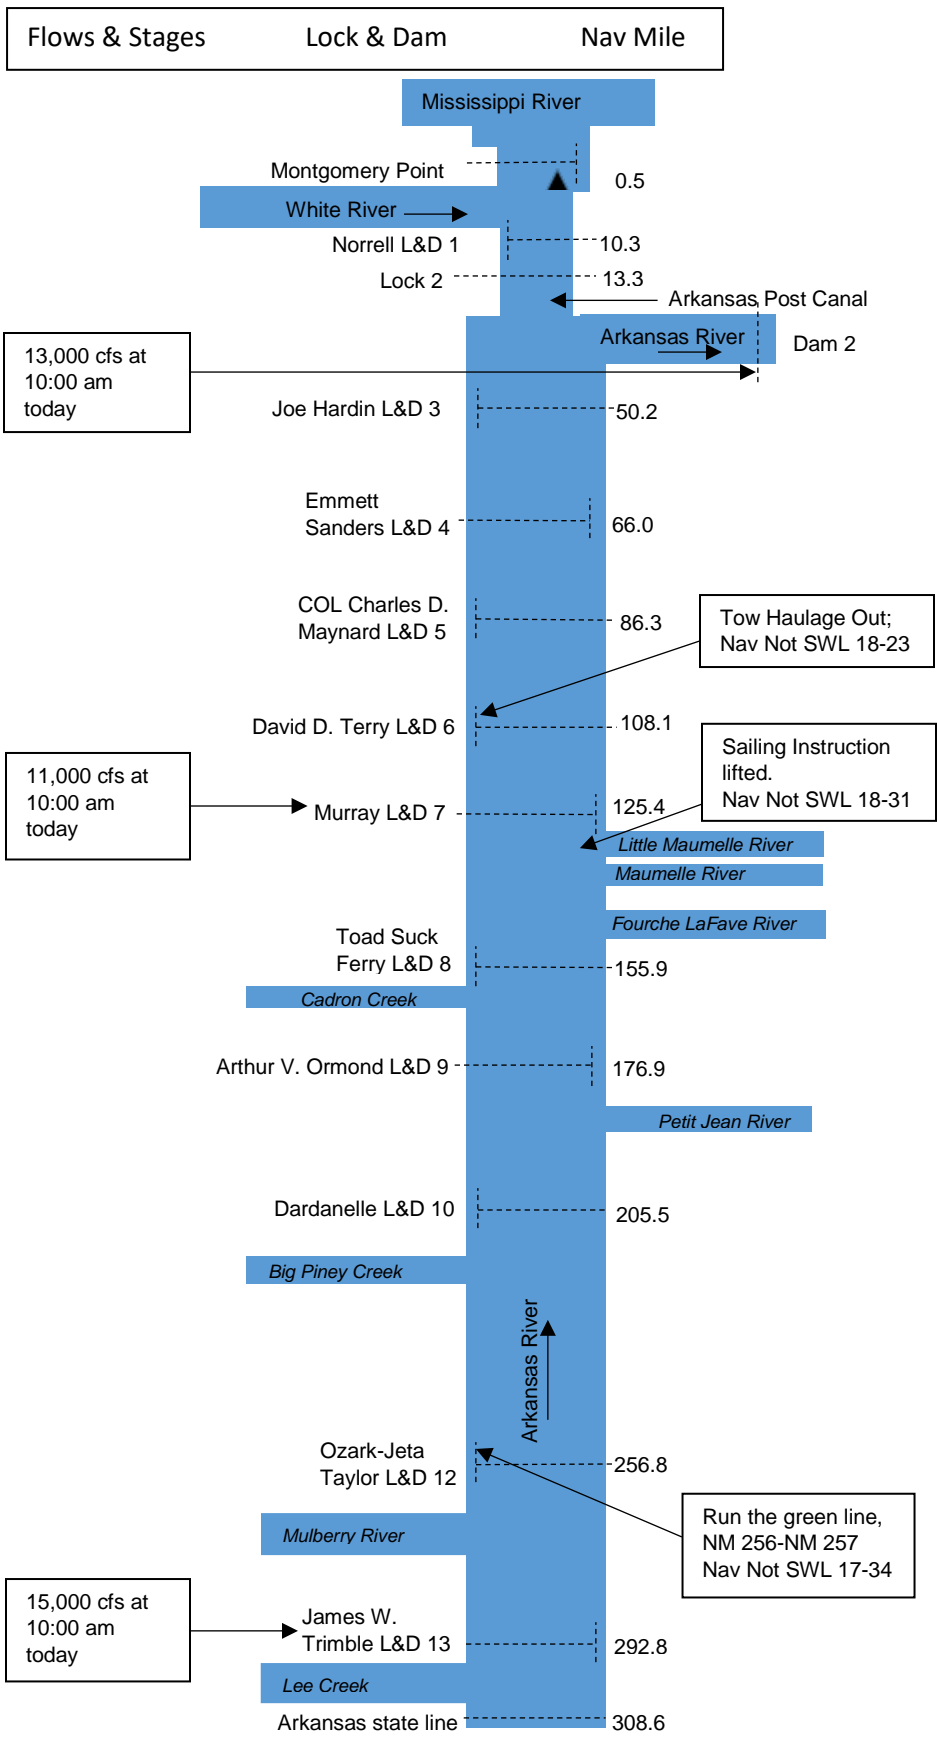 Flows & Stages Lock & Dam Nav Mile
Mississippi River
Montgomery Point
0.5
White River
Norrell L&D 1
10.3
Lock 2
13.3
Arkansas Post Canal
Arkansas River
Dam 2
13,000 cfs at
10:00 am
today
Joe Hardin L&D 3
50.2
Emmett
Sanders L&D 4
66.0
COL Charles D.
Maynard L&D 5
86.3
Tow Haulage Out;
Nav Not SWL 18-23
David D. Terry L&D 6
108.1
Sailing Instruction
lifted.
Nav Not SWL 18-31
11,000 cfs at
10:00 am
today
Murray L&D 7
125.4
Little Maumelle River
Maumelle River
Fourche LaFave River
Toad Suck
Ferry L&D 8
155.9
Cadron Creek
Arthur V. Ormond L&D 9
176.9
Petit Jean River
Dardanelle L&D 10
205.5
Big Piney Creek
Arkansas River
Ozark-Jeta
Taylor L&D 12
256.8
Run the green line,
NM 256-NM 257
Nav Not SWL 17-34
Mulberry River
15,000 cfs at
10:00 am
today
James W.
Trimble L&D 13
292.8
Lee Creek
Arkansas state line
308.6